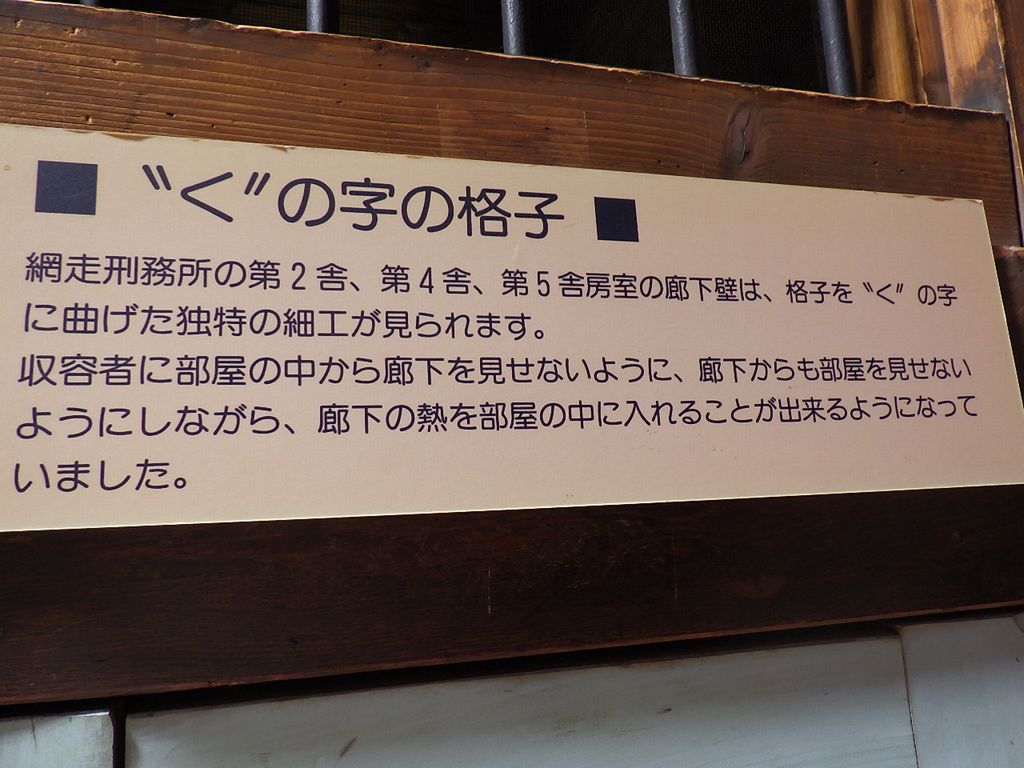 ■ 〝く〞の字の格子 ■
網走刑務所の第2舎、第4舎、第5舎房室の廊下壁は、格子を〝く〞の字
に曲げた独特の細工が見られます。
収容者に部屋の中から廊下を見せないように、廊下からも部屋を見せない
ようにしながら、廊下の熱を部屋の中に入れることが出来るようになって
いました。